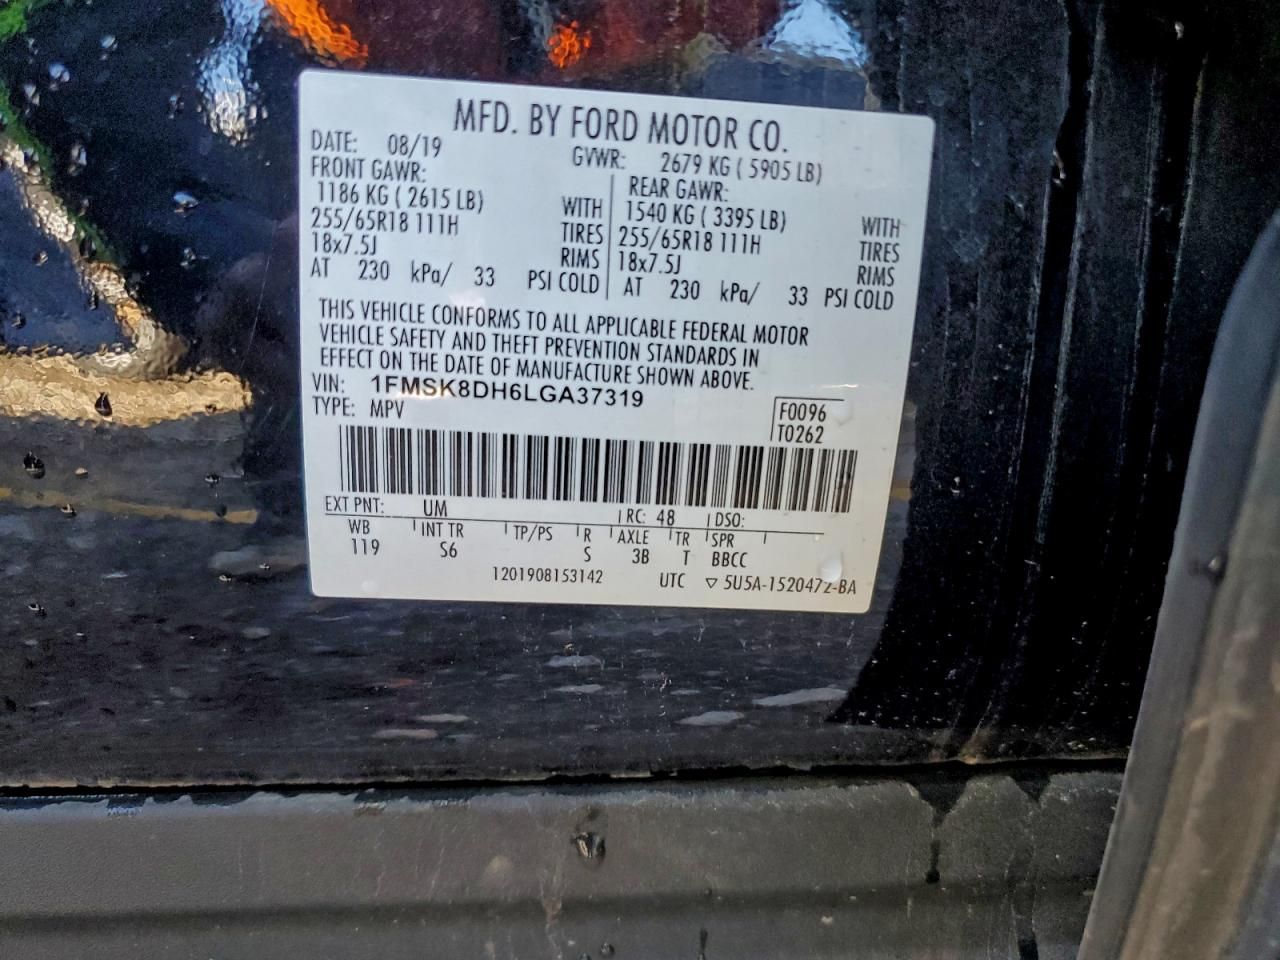 MFD. BY FORD MOTOR CO.
DATE: 08/19 GVWR: 2679 KG ( 5905 LB)
FRONT GAWR: REAR GAWR:
1186 KG ( 2615 LB) WITH 1540 KG ( 3395 LB) WITH
255/65R18 111H TIRES 255/65R18 111H TIRES
18x7.5J RIMS 18x7.5J RIMS
AT 230 kPa/ 33 PSI COLD AT 230 kPa/ 33 PSI COLD
THIS VEHICLE CONFORMS TO ALL APPLICABLE FEDERAL MOTOR
VEHICLE SAFETY AND THEFT PREVENTION STANDARDS IN
EFFECT ON THE DATE OF MANUFACTURE SHOWN ABOVE.
VIN: 1FMSK8DH6LGA37319
TYPE: MPV F0096
T0262
EXT PNT: UM RC: 48 DSO:
WB INT TR TP/PS R AXLE TR SPR
119 S6 S 3B T BBCC
1201908153142 UTC ▽ 5U5A-1520472-BA